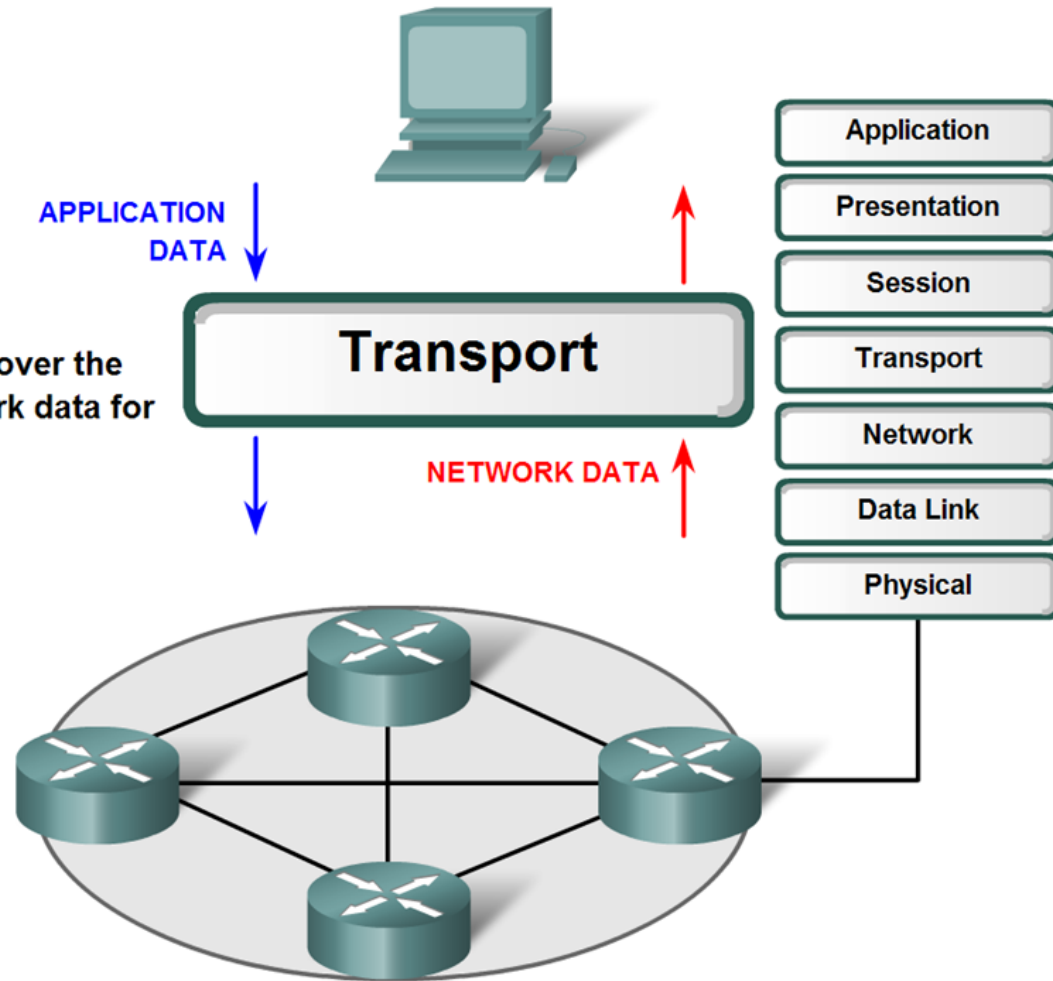 APPLICATION
DATA
over the
rk data for
Transport
NETWORK DATA
Application
Presentation
Session
Transport
Network
Data Link
Physical